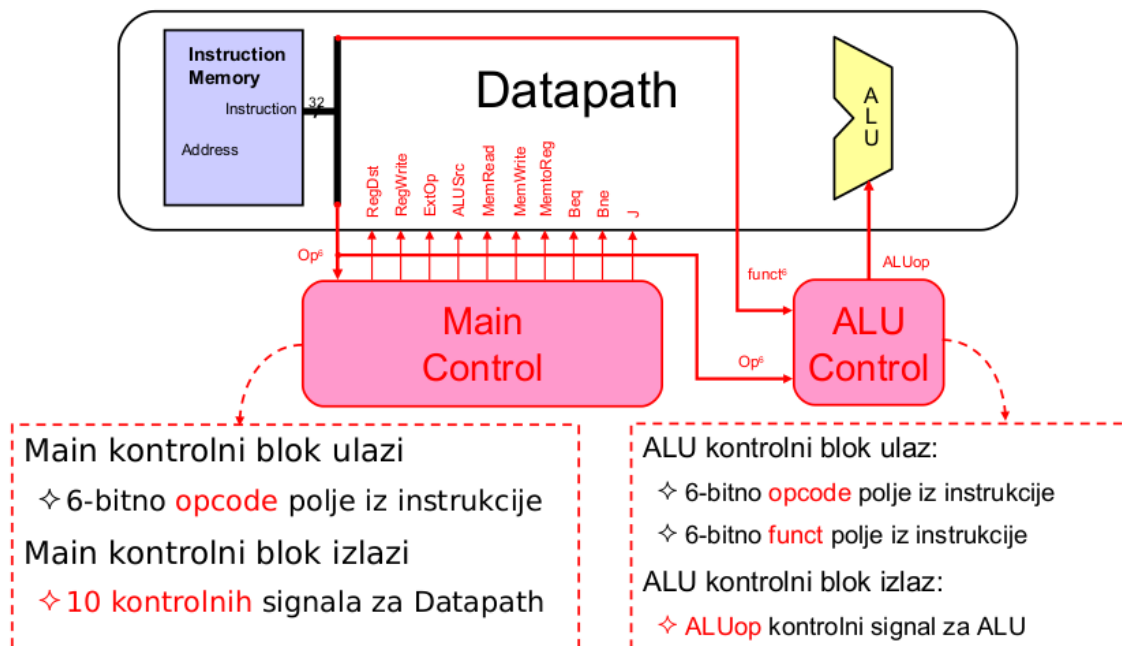 Instruction
Memory
Instruction
32
Address
Datapath
A
L
U
RegDst
RegWrite
ExtOp
ALUSrc
MemRead
MemWrite
MemtoReg
Beq
Bne
J
Op⁶
funct⁶
ALUop
Main
Control
Op⁶
ALU
Control
Main kontrolni blok ulazi
✧ 6-bitno opcode polje iz instrukcije
Main kontrolni blok izlazi
✧ 10 kontrolnih signala za Datapath
ALU kontrolni blok ulaz:
✧ 6-bitno opcode polje iz instrukcije
✧ 6-bitno funct polje iz instrukcije
ALU kontrolni blok izlaz:
✧ ALUop kontrolni signal za ALU